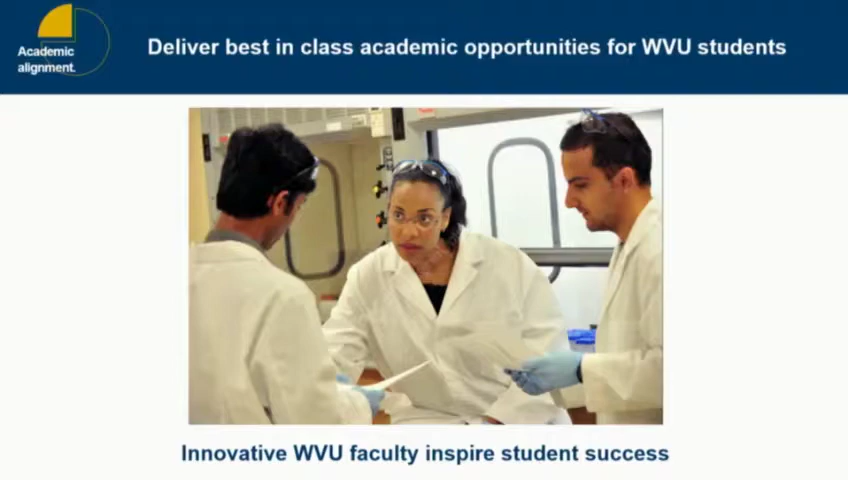 Academic
alignment.
Deliver best in class academic opportunities for WVU students
Innovative WVU faculty inspire student success